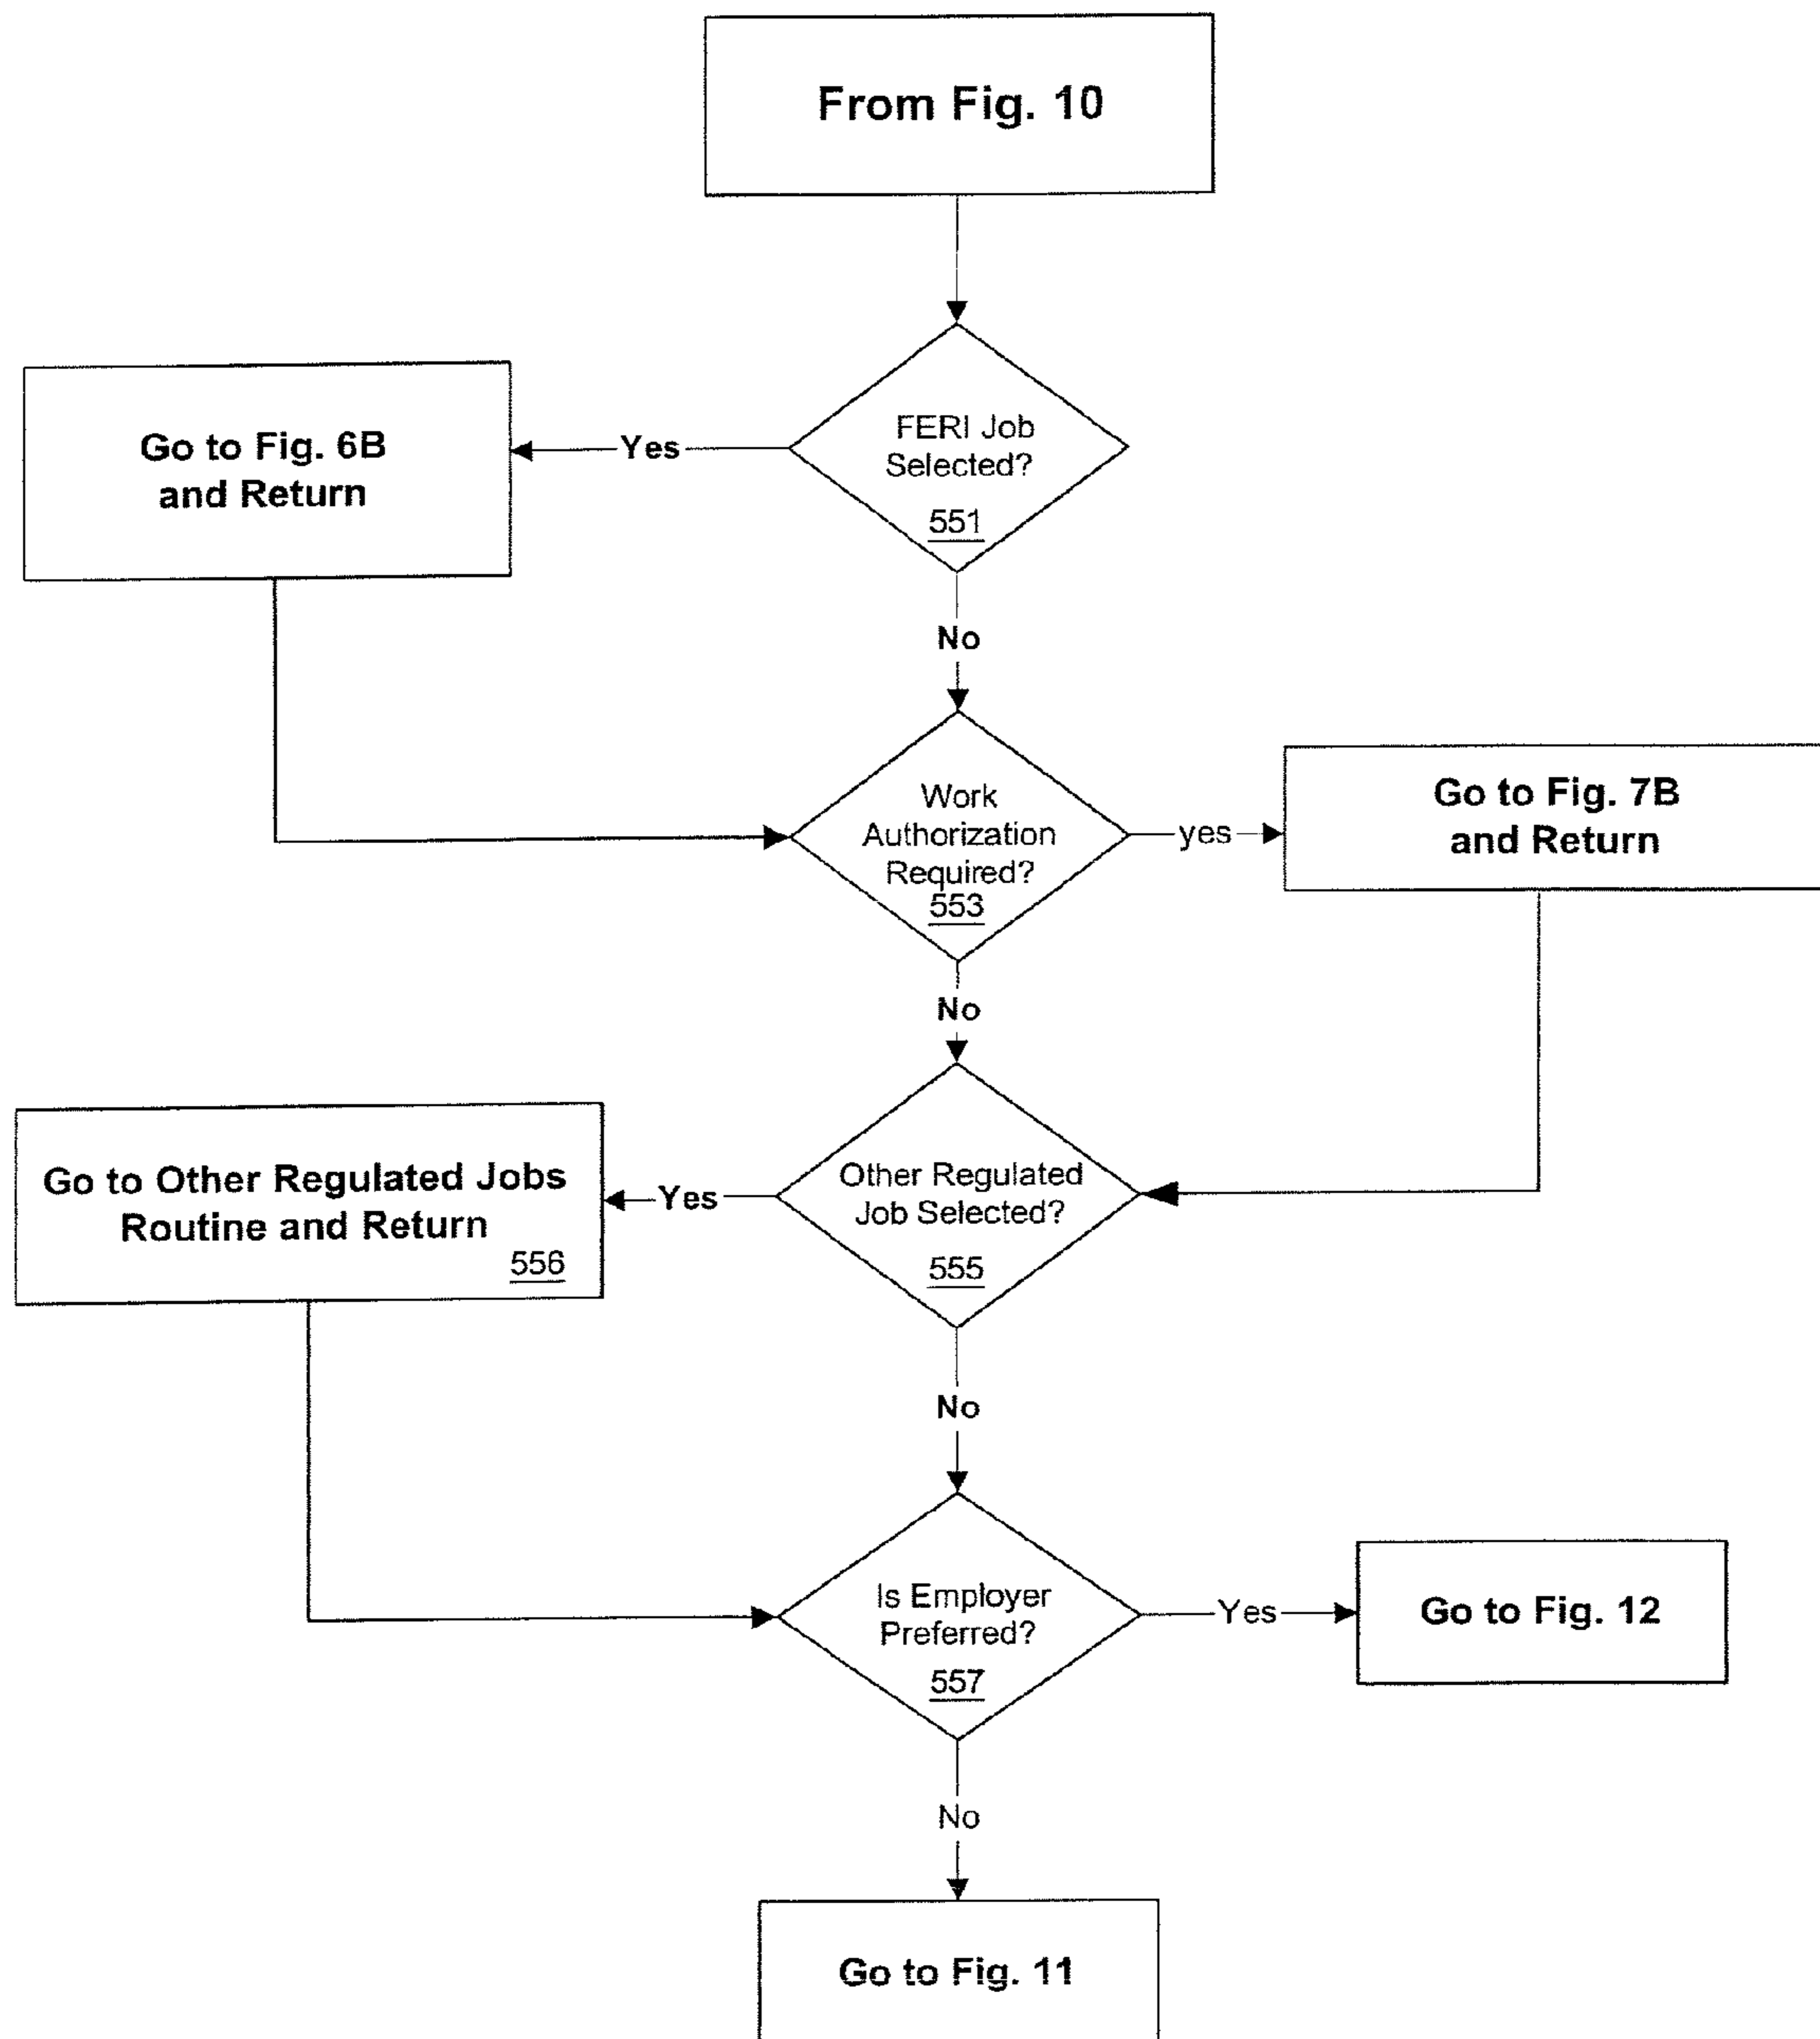 From Fig. 10
FERI Job
Selected?
551
Yes
Go to Fig. 6B
and Return
No
Work
Authorization
Required?
553
yes
Go to Fig. 7B
and Return
No
Other Regulated
Job Selected?
555
Yes
Go to Other Regulated Jobs
Routine and Return
556
No
Is Employer
Preferred?
557
Yes
Go to Fig. 12
No
Go to Fig. 11